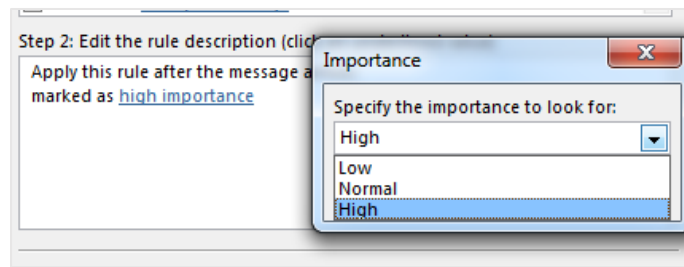 Step 2: Edit the rule description (clic
Apply this rule after the message a
marked as high importance
Importance
Specify the importance to look for:
High
Low
Normal
High